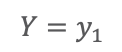 Y = y₁